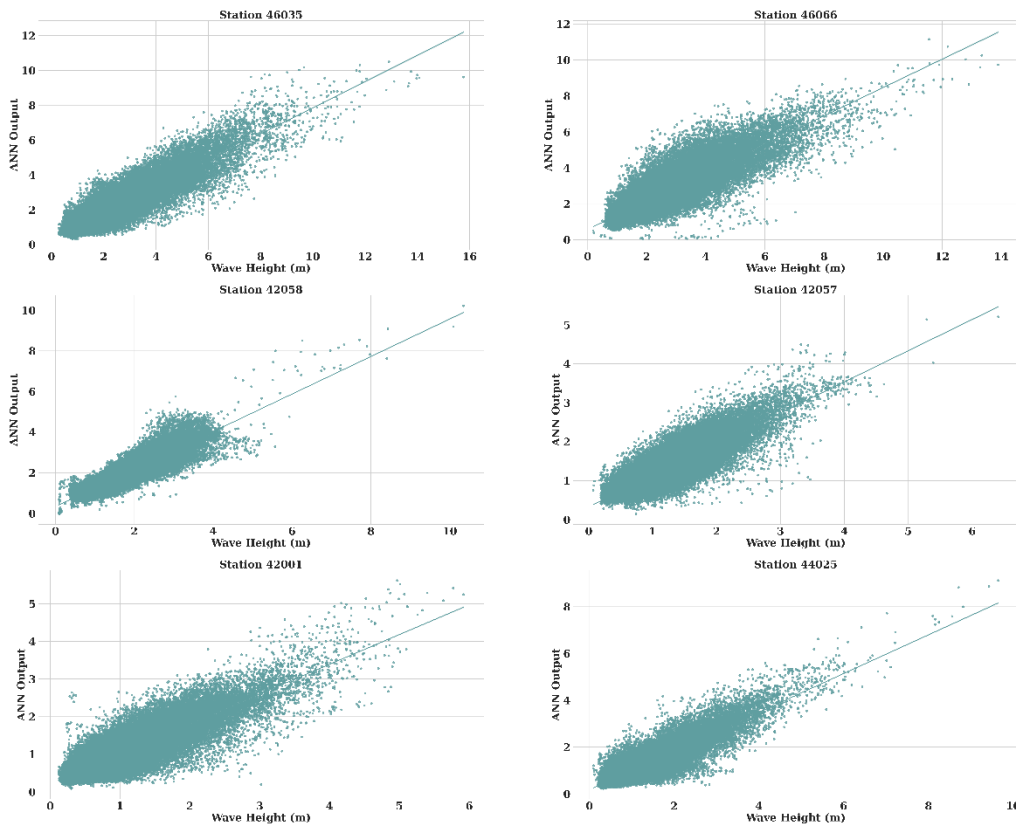 Station 46035
12
10
8
6
4
2
0
ANN Output
0 2 4 6 8 10 12 14 16
Wave Height (m)
Station 46066
12
10
8
6
4
2
0
ANN Output
0 2 4 6 8 10 12 14
Wave Height (m)
Station 42058
10
8
6
4
2
0
ANN Output
0 2 4 6 8 10
Wave Height (m)
Station 42057
5
4
3
2
1
0
ANN Output
0 1 2 3 4 5 6
Wave Height (m)
Station 42001
5
4
3
2
1
0
ANN Output
0 1 2 3 4 5 6
Wave Height (m)
Station 44025
8
6
4
2
0
ANN Output
0 2 4 6 8 10
Wave Height (m)